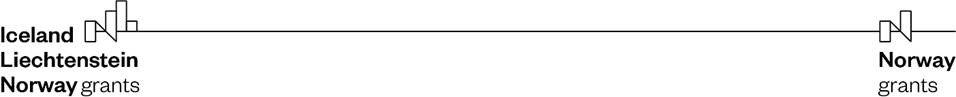 Iceland
Liechtenstein
Norway grants
Norway
grants